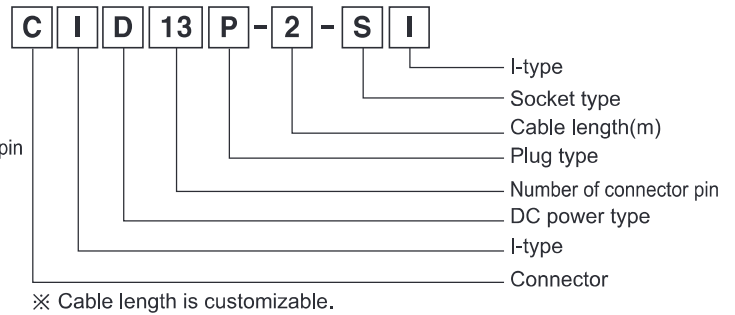 C I D 13 P - 2 - S I
I-type
Socket type
Cable length(m)
Plug type
pin
Number of connector pin
DC power type
I-type
Connector
※ Cable length is customizable.